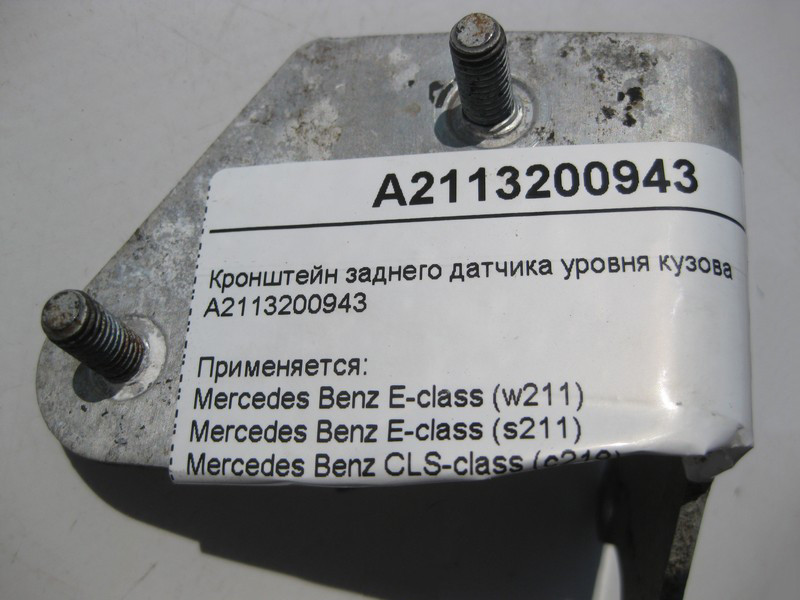 A2113200943
Кронштейн заднего датчика уровня кузова
A2113200943
Применяется:
Mercedes Benz E-class (w211)
Mercedes Benz E-class (s211)
Mercedes Benz CLS-class